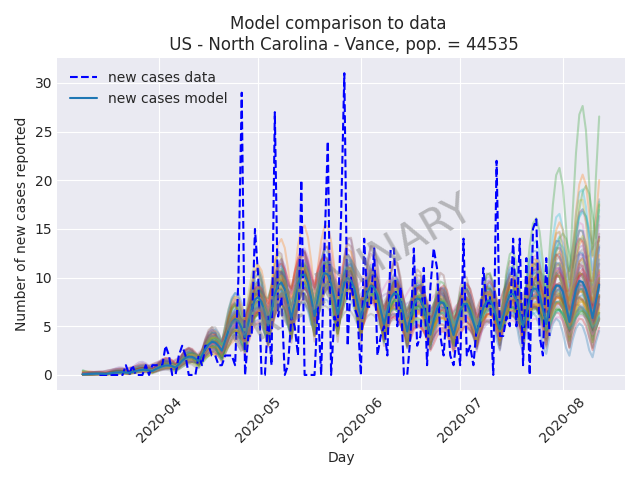 Model comparison to data
US - North Carolina - Vance, pop. = 44535
new cases data
new cases model
Number of new cases reported
30
25
20
15
10
5
0
2020-04
2020-05
2020-06
2020-07
2020-08
Day